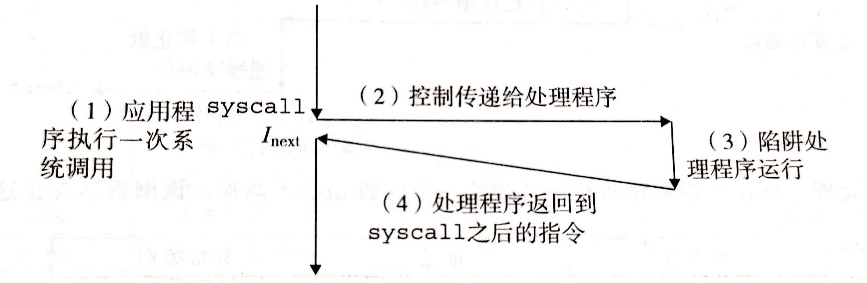 (1) 应用程
序执行一次系
统调用
syscall
I next
(2) 控制传递给处理程序
(3) 陷阱处
理程序运行
(4) 处理程序返回到
syscall之后的指令